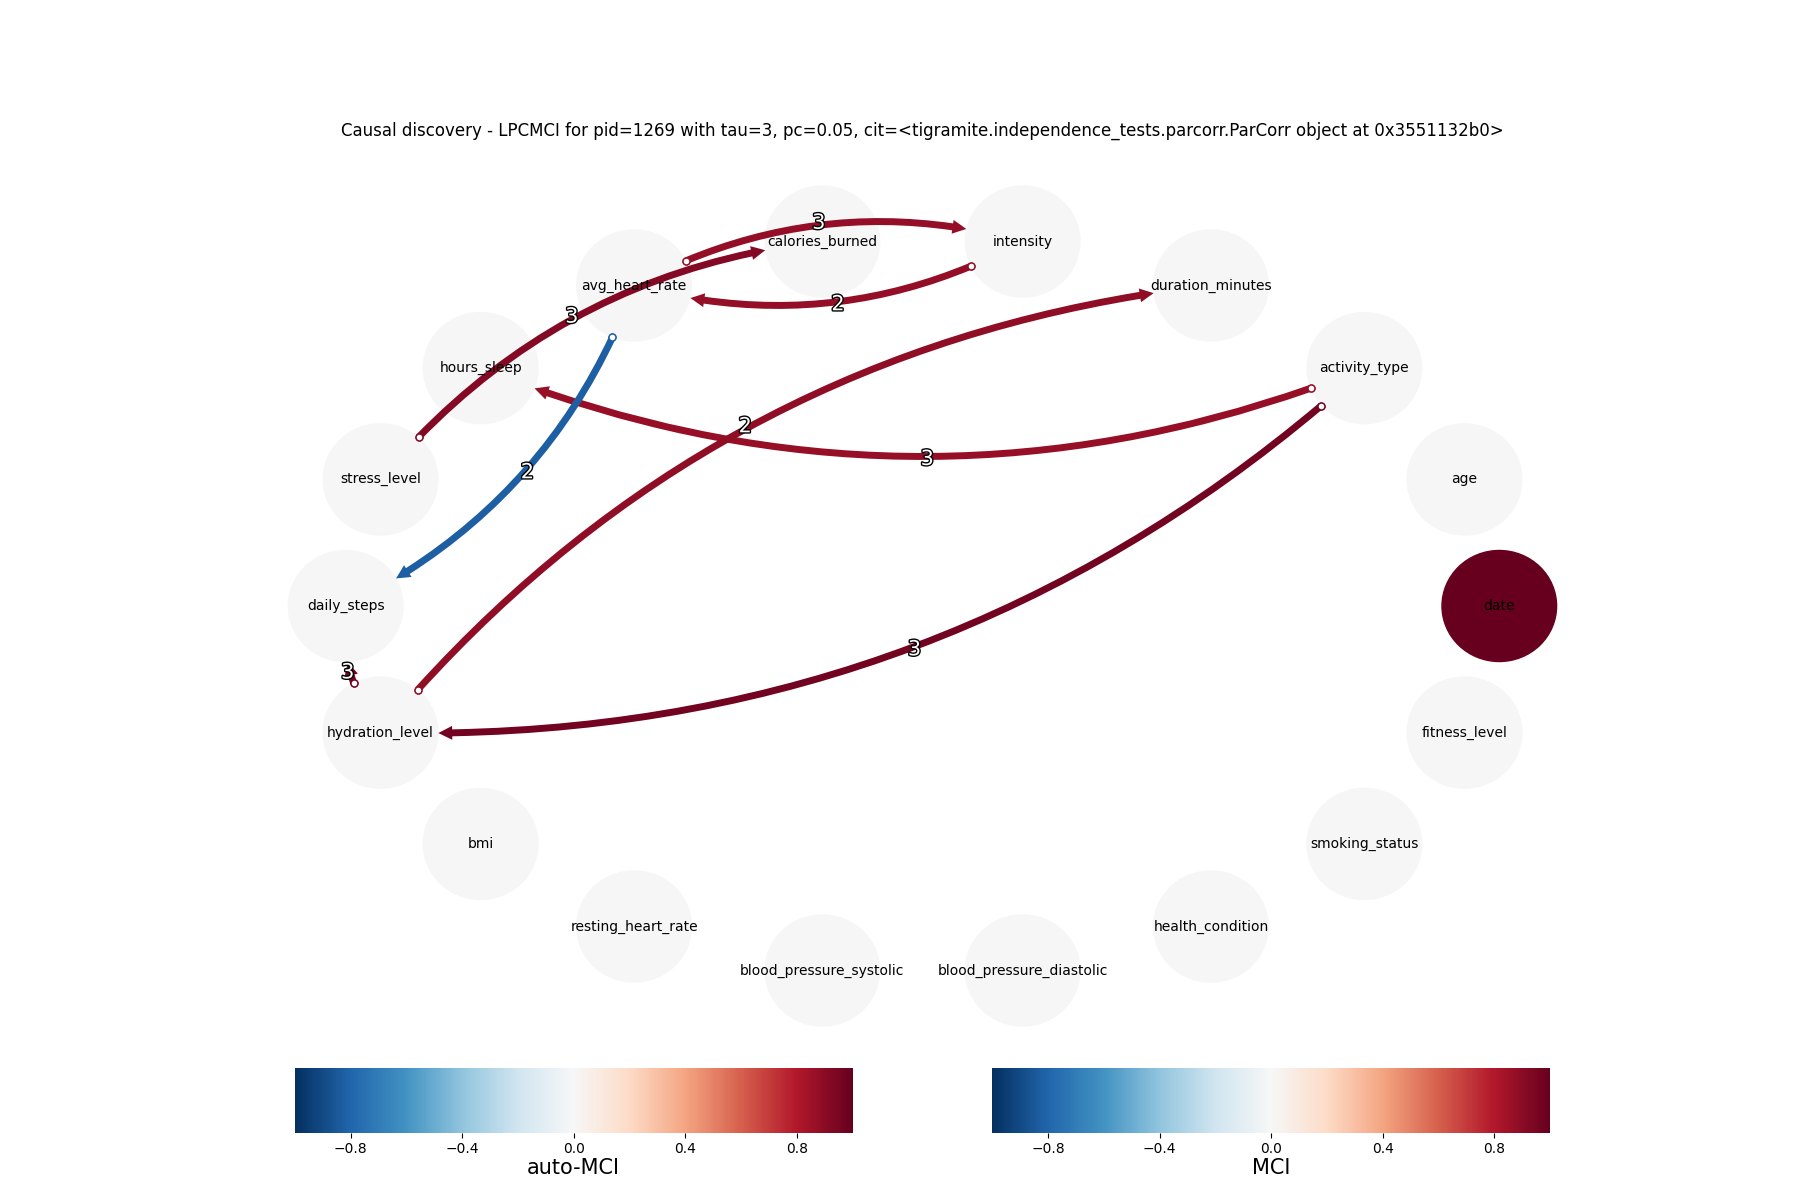 Causal discovery - LPCMCI for pid=1269 with tau=3, pc=0.05, cit=<tigramite.independence_tests.parcorr.ParCorr object at 0x3551132b0>
3
calories_burned
intensity
avg_heart_rate
duration_minutes
2
3
hours_sleep
activity_type
2
3
2
stress_level
age
daily_steps
date
3
3
hydration_level
fitness_level
bmi
smoking_status
resting_heart_rate
health_condition
blood_pressure_systolic
blood_pressure_diastolic
−0.8 −0.4 0.0 0.4 0.8
auto-MCI
−0.8 −0.4 0.0 0.4 0.8
MCI